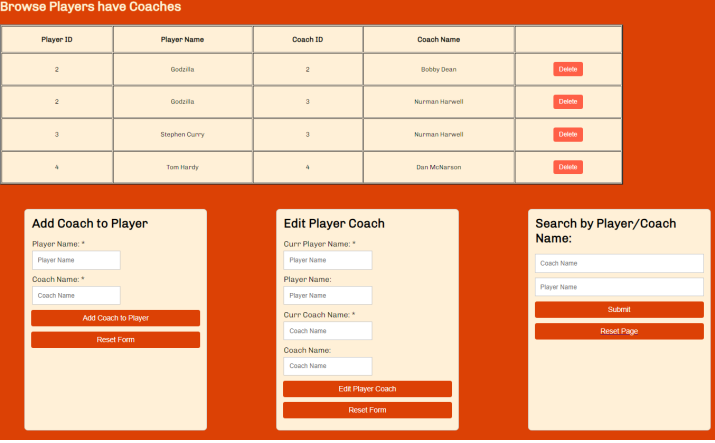 Browse Players have Coaches
Player ID Player Name Coach ID Coach Name
2 Godzilla 2 Bobby Dean Delete
2 Godzilla 3 Nurman Harwell Delete
3 Stephen Curry 3 Nurman Harwell Delete
4 Tom Hardy 4 Dan McNarson Delete
Add Coach to Player
Player Name: *
Player Name
Coach Name: *
Coach Name
Add Coach to Player
Reset Form
Edit Player Coach
Curr Player Name: *
Player Name
Player Name:
Player Name
Curr Coach Name: *
Coach Name
Coach Name:
Coach Name
Edit Player Coach
Reset Form
Search by Player/Coach
Name:
Coach Name
Player Name
Submit
Reset Page